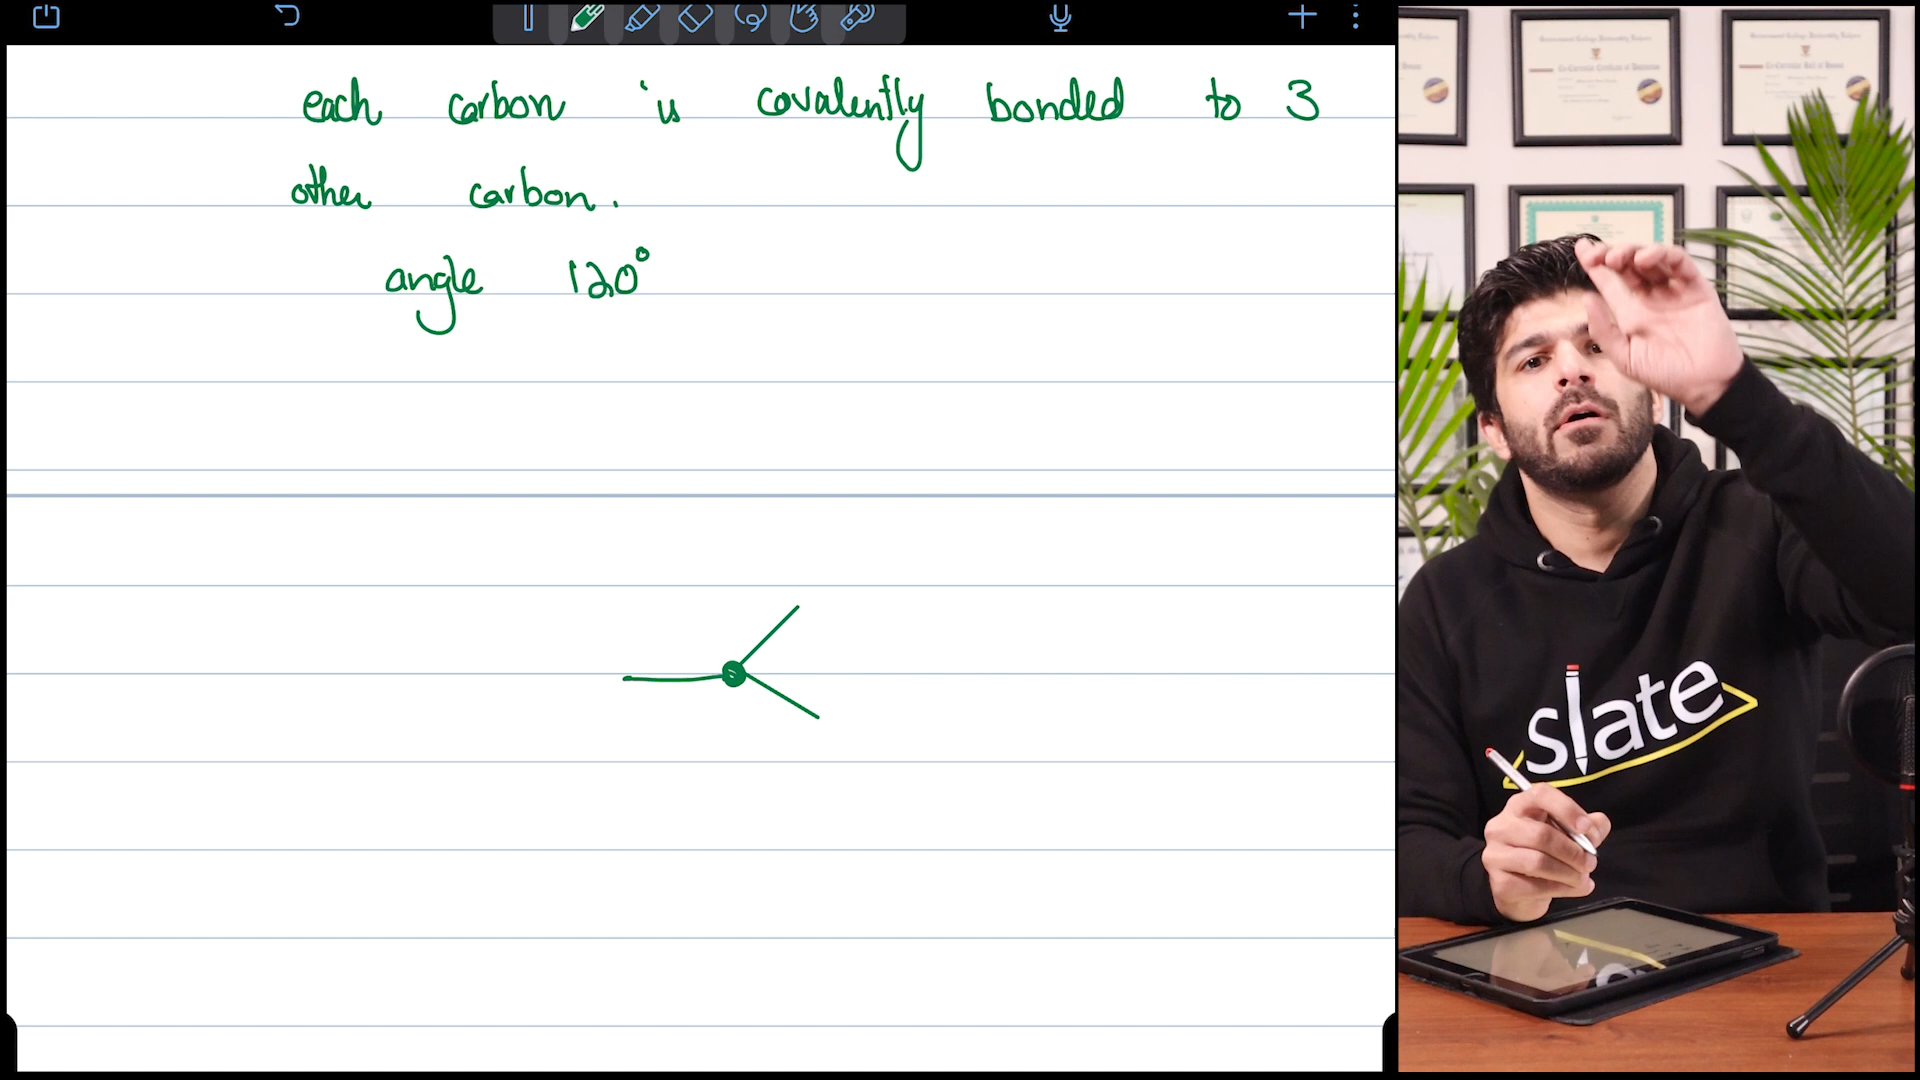 each carbon is covalently bonded to 3
other carbon.
angle 120°
slate